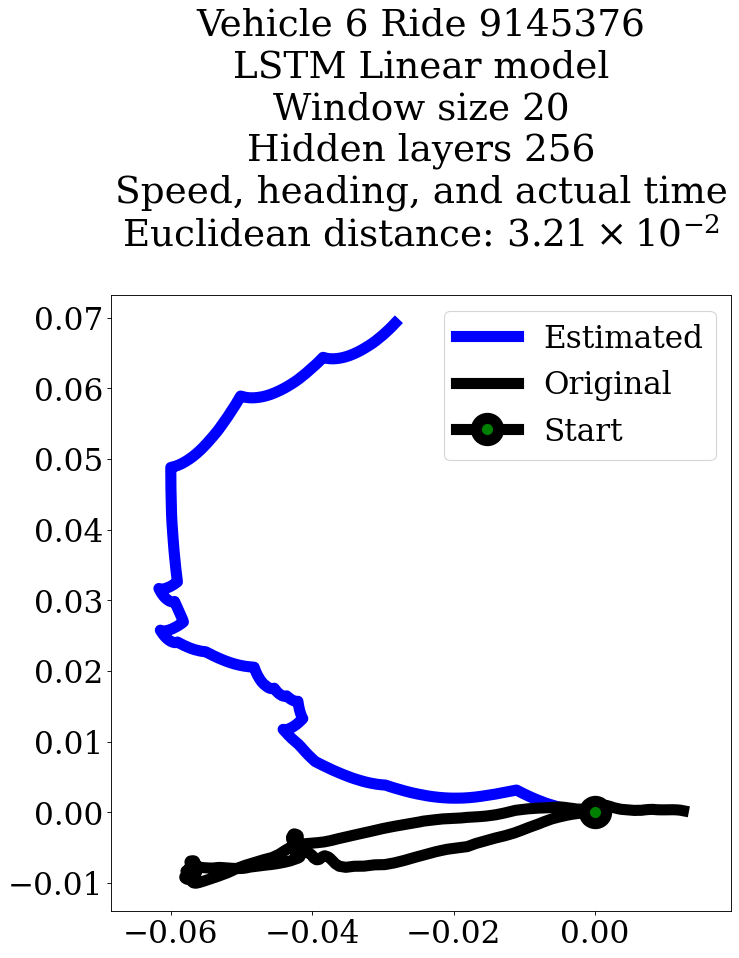 Vehicle 6 Ride 9145376
LSTM Linear model
Window size 20
Hidden layers 256
Speed, heading, and actual time
Euclidean distance: 3.21 × 10⁻²
Estimated
Original
Start
0.07
0.06
0.05
0.04
0.03
0.02
0.01
0.00
−0.01
−0.06
−0.04
−0.02
0.00